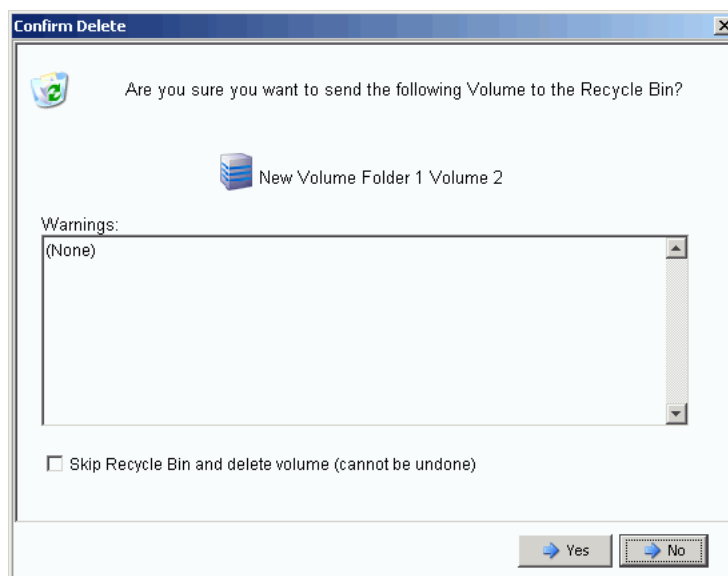 Confirm Delete
Are you sure you want to send the following Volume to the Recycle Bin?
New Volume Folder 1 Volume 2
Warnings:
(None)
Skip Recycle Bin and delete volume (cannot be undone)
Yes
No